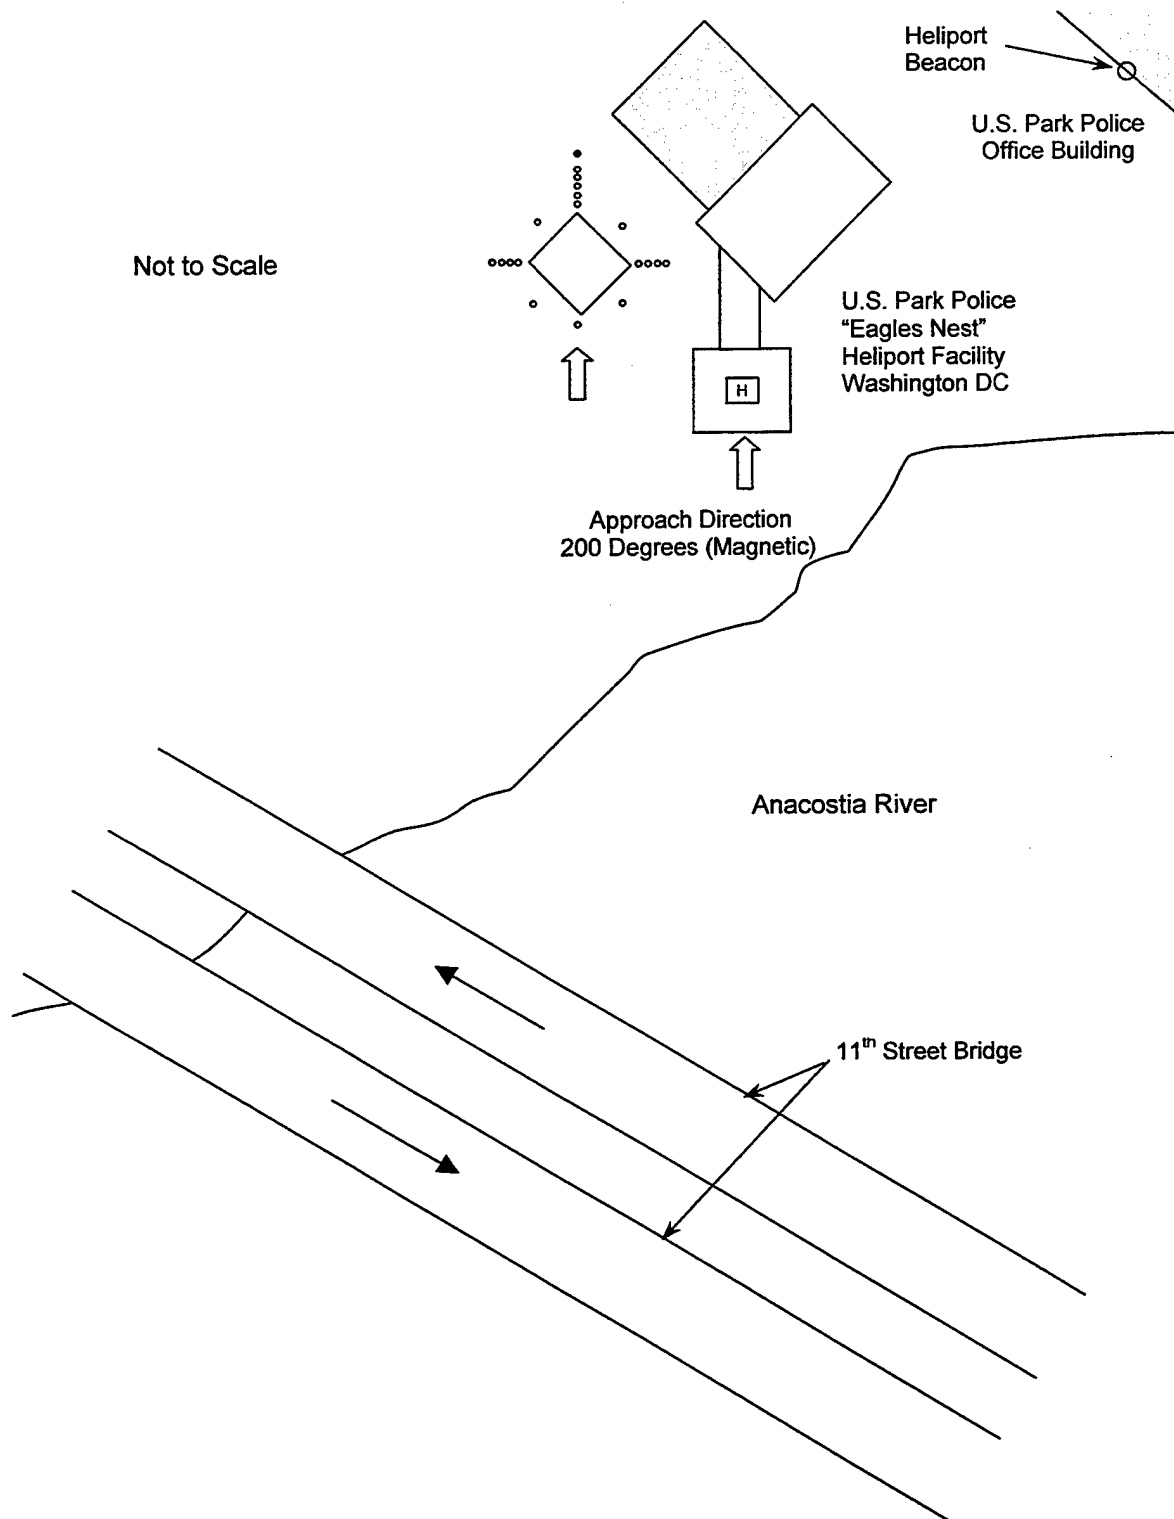 Heliport
Beacon
U.S. Park Police
Office Building
Not to Scale
U.S. Park Police
“Eagles Nest”
Heliport Facility
Washington DC
H
Approach Direction
200 Degrees (Magnetic)
Anacostia River
11th Street Bridge